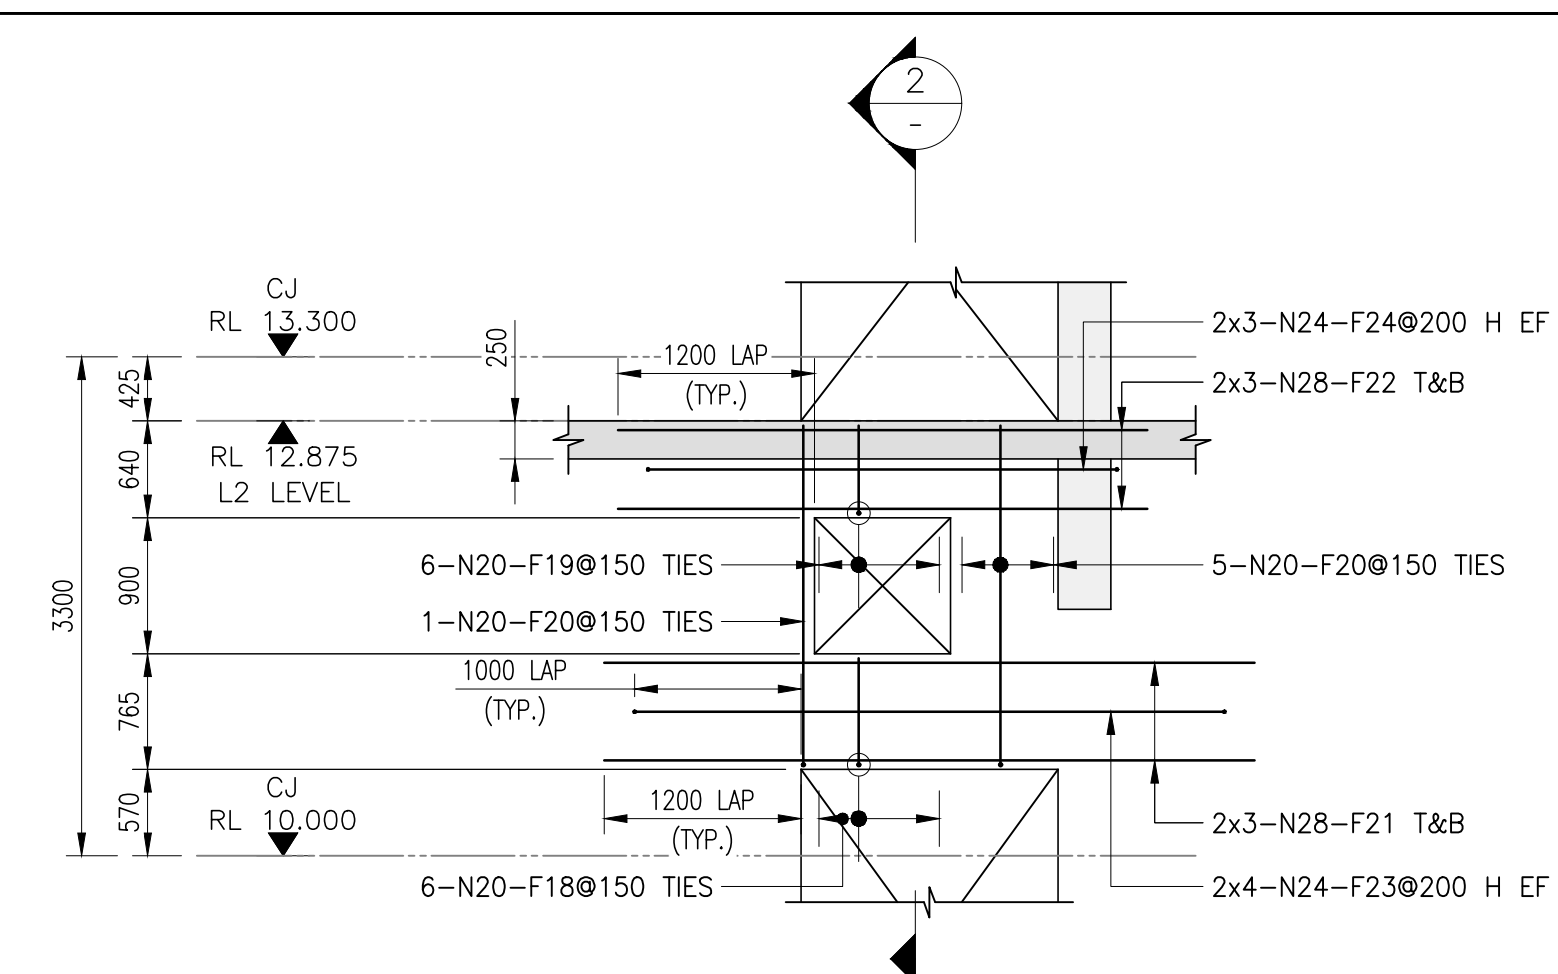 2
-
CJ
RL 13.300
250
1200 LAP
(TYP.)
2x3-N24-F24@200 H EF
2x3-N28-F22 T&B
425
RL 12.875
L2 LEVEL
640
6-N20-F19@150 TIES
5-N20-F20@150 TIES
900
3300
1-N20-F20@150 TIES
1000 LAP
(TYP.)
765
CJ
RL 10.000
570
1200 LAP
(TYP.)
2x3-N28-F21 T&B
6-N20-F18@150 TIES
2x4-N24-F23@200 H EF